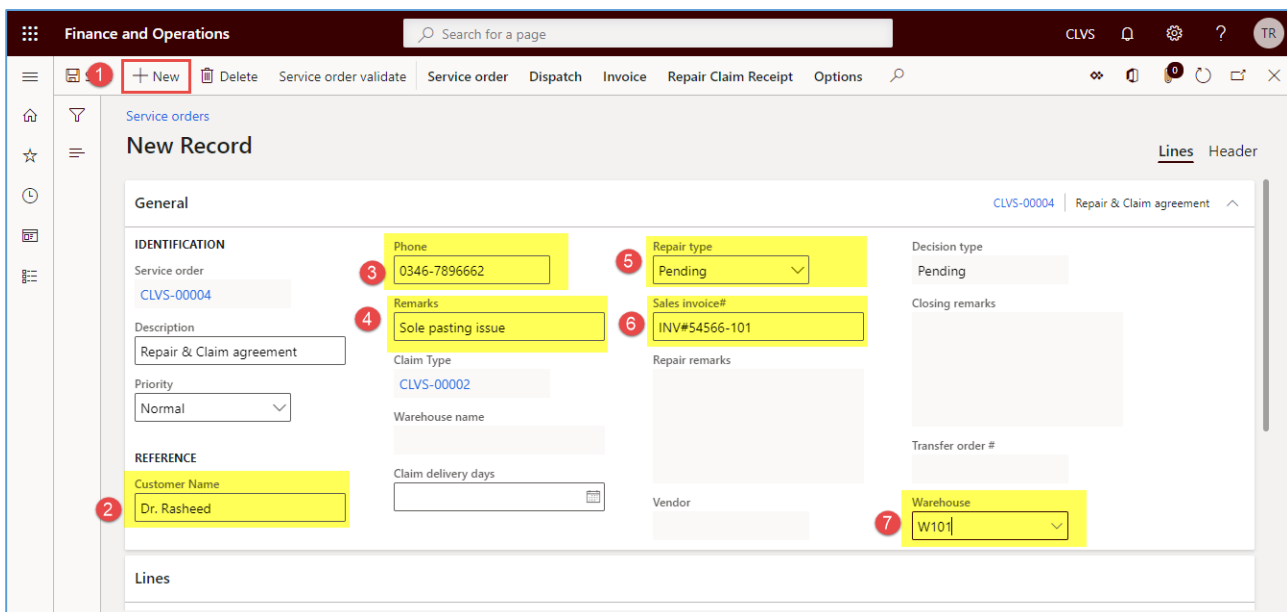 Finance and Operations
Search for a page
CLVS
?
TR
1
+ New
Delete
Service order validate
Service order
Dispatch
Invoice
Repair Claim Receipt
Options
0
Service orders
New Record
Lines
Header
General
CLVS-00004
Repair & Claim agreement
IDENTIFICATION
Service order
CLVS-00004
Description
Repair & Claim agreement
Priority
Normal
REFERENCE
Customer Name
2
Dr. Rasheed
Phone
3
0346-7896662
Remarks
4
Sole pasting issue
Claim Type
CLVS-00002
Warehouse name
Claim delivery days
Repair type
5
Pending
Sales invoice#
6
INV#54566-101
Repair remarks
Vendor
Decision type
Pending
Closing remarks
Transfer order #
Warehouse
7
W101
Lines